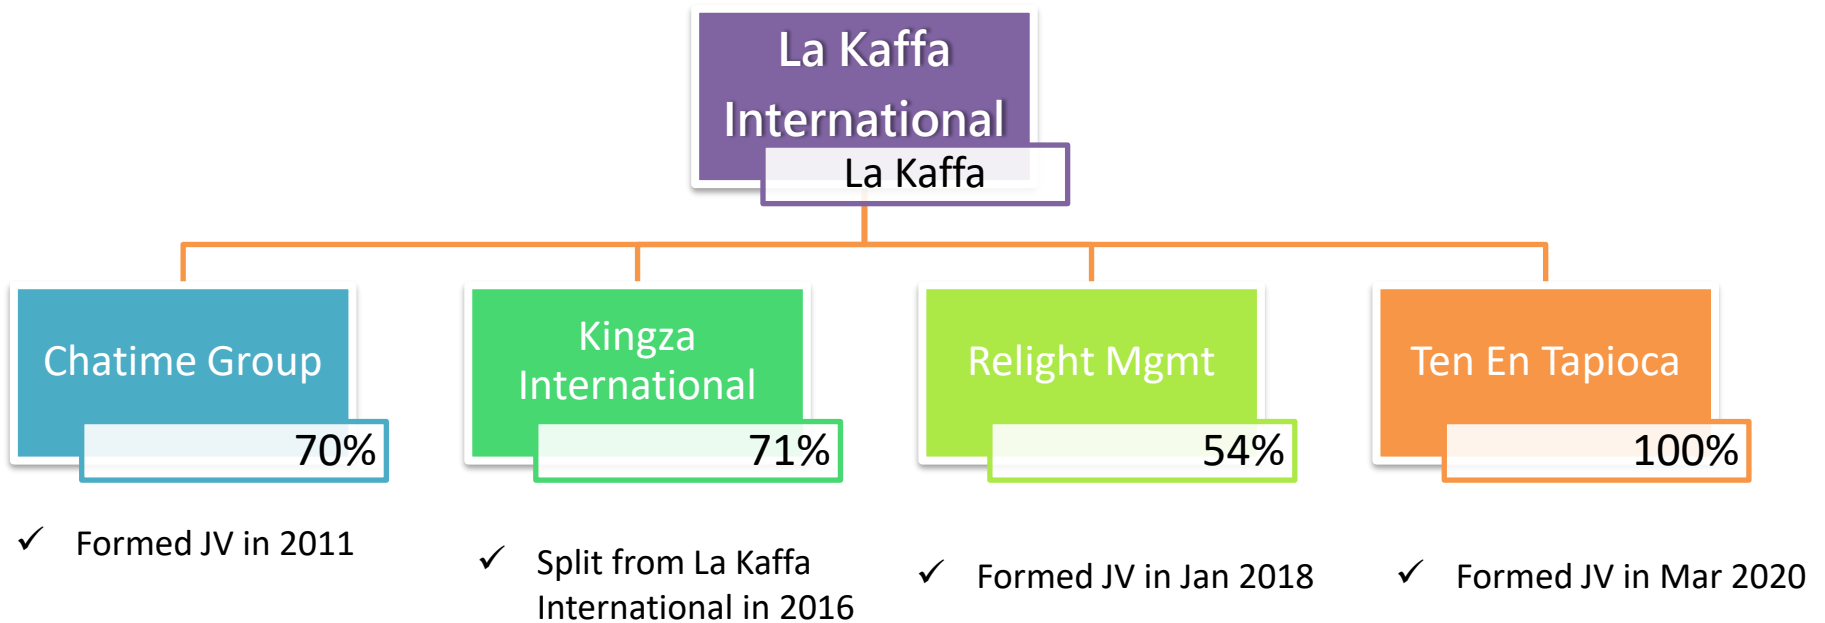 La Kaffa
International
La Kaffa
Chatime Group
70%
Kingza
International
71%
Relight Mgmt
54%
Ten En Tapioca
100%
✓ Formed JV in 2011
✓ Split from La Kaffa
International in 2016
✓ Formed JV in Jan 2018
✓ Formed JV in Mar 2020